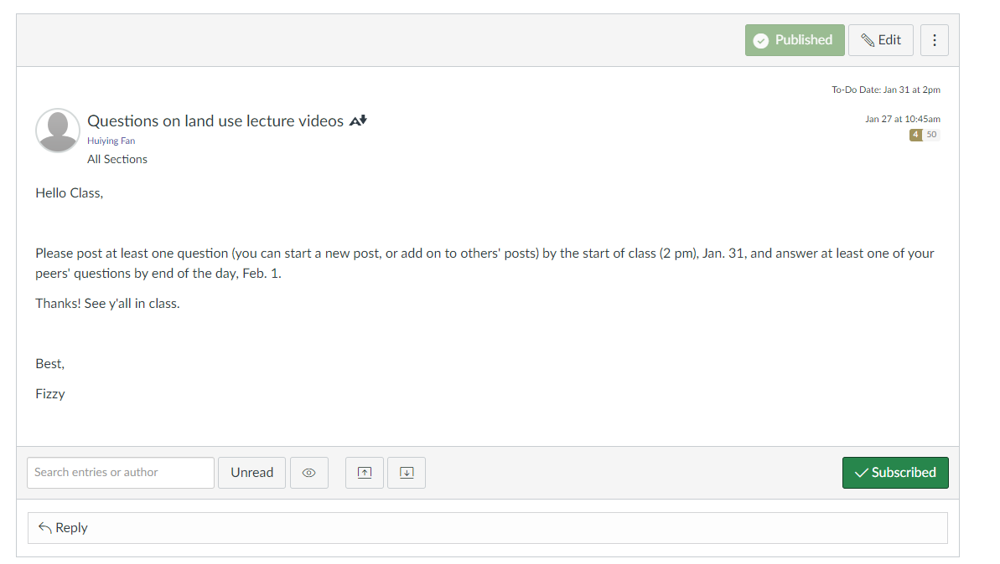 Published
Edit
To-Do Date: Jan 31 at 2pm
Questions on land use lecture videos
Jan 27 at 10:45am
Huiying Fan
4 50
All Sections
Hello Class,
Please post at least one question (you can start a new post, or add on to others' posts) by the start of class (2 pm), Jan. 31, and answer at least one of your
peers' questions by end of the day, Feb. 1.
Thanks! See y'all in class.
Best,
Fizzy
Search entries or author
Unread
Subscribed
Reply